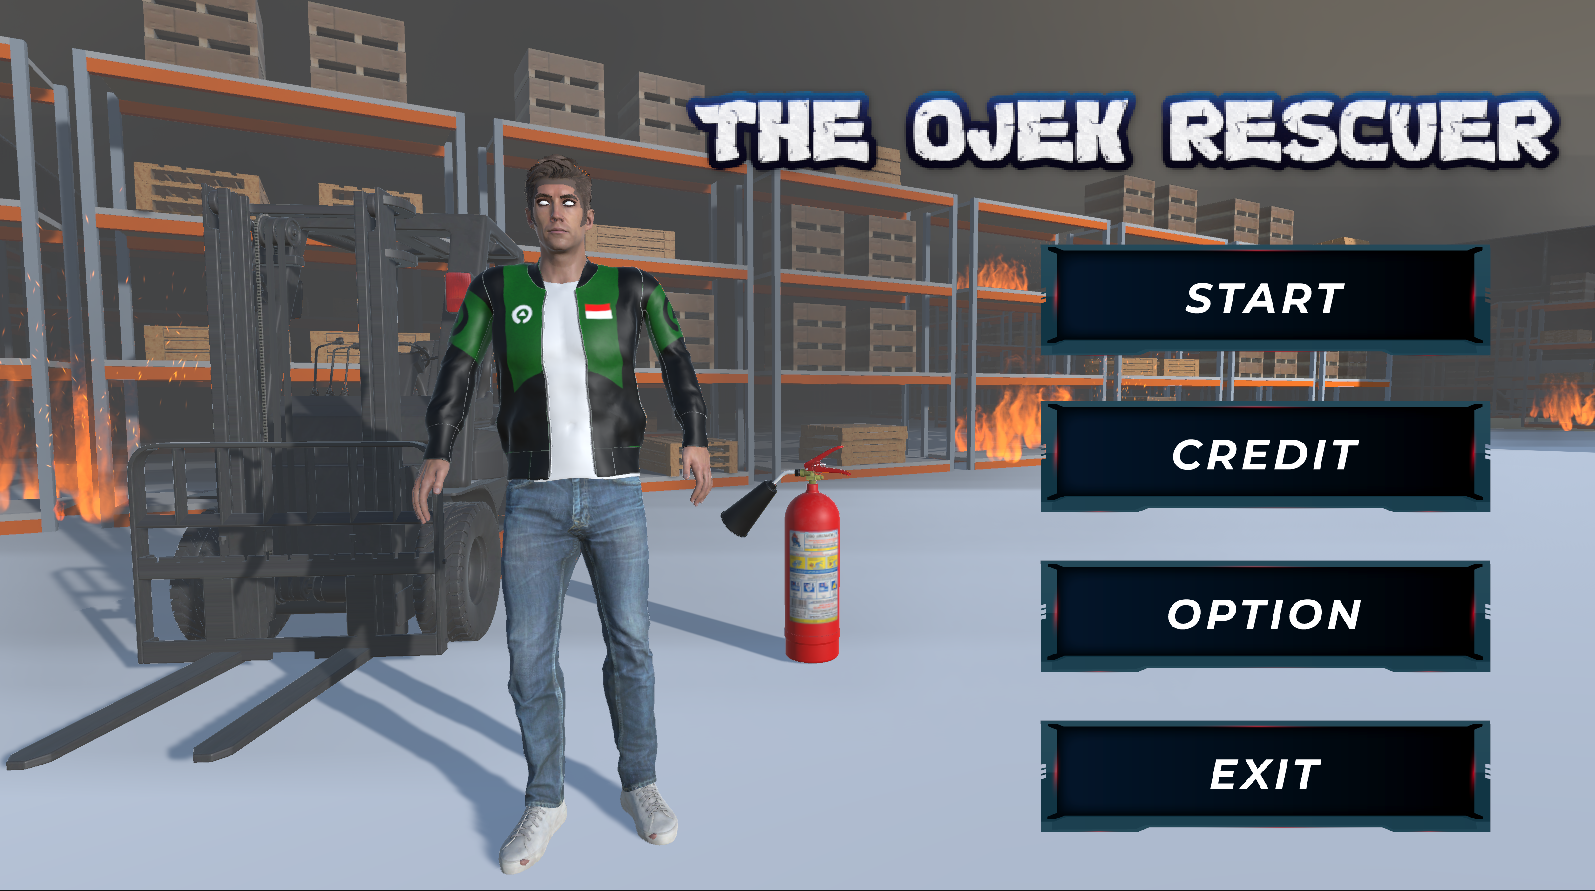 THE OJEK RESCUER
START
CREDIT
OPTION
EXIT